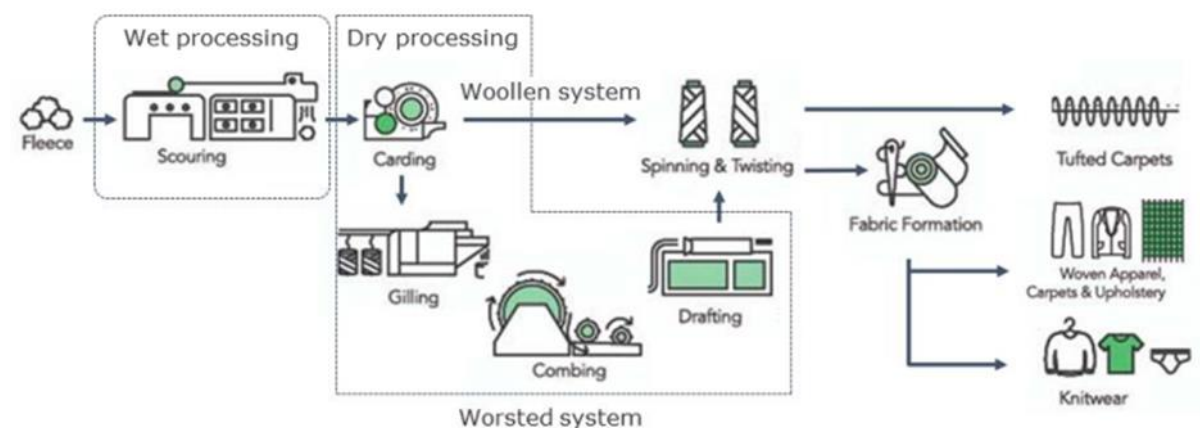 Wet processing
Dry processing
Woollen system
Fleece
Scouring
Carding
Spinning & Twisting
Tufted Carpets
Fabric Formation
Gilling
Combing
Drafting
Woven Apparel,
Carpets & Upholstery
Knitwear
Worsted system